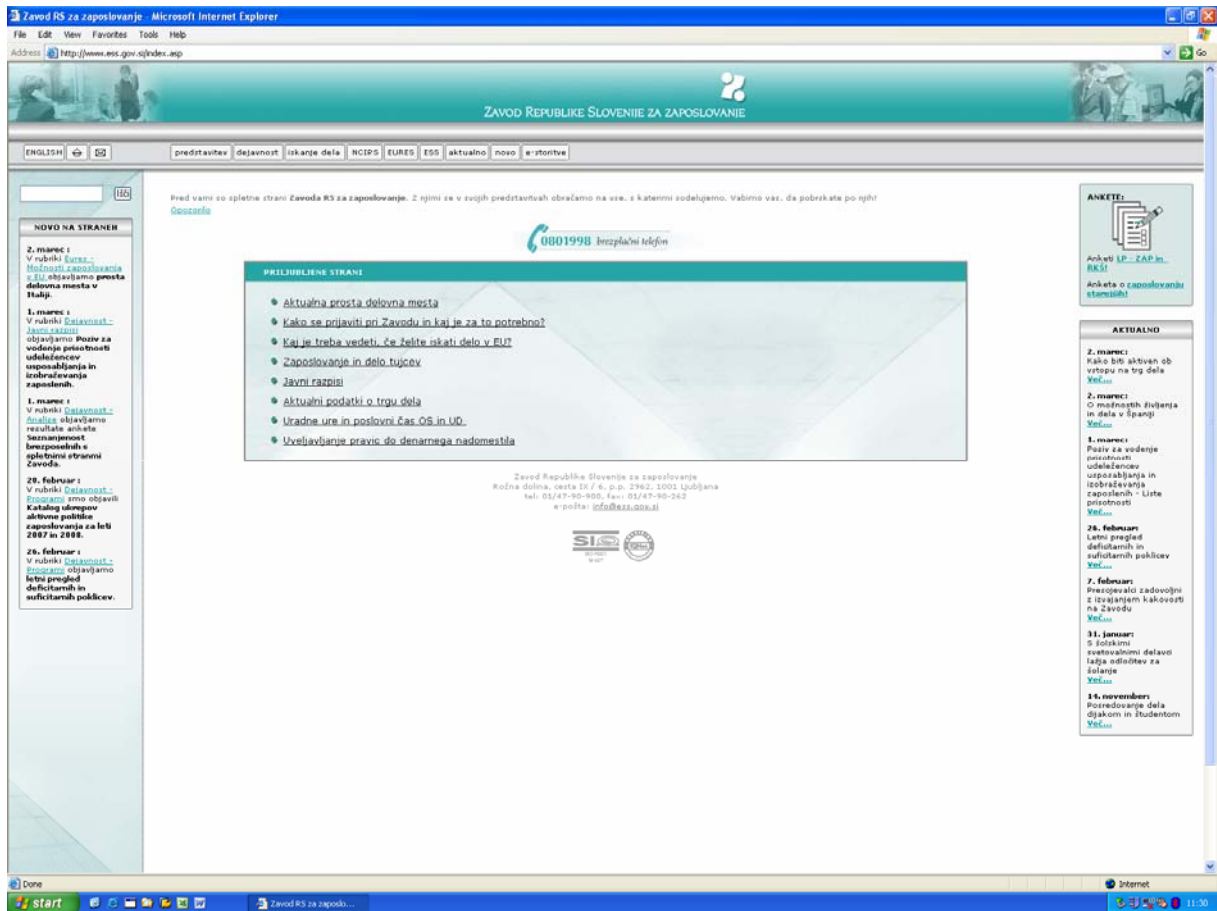 Zavod RS za zaposlovanje - Microsoft Internet Explorer
File Edit View Favorites Tools Help
Address http://www.ess.gov.si/index.asp Go
ZAVOD REPUBLIKE SLOVENIJE ZA ZAPOSLOVANJE
ENGLISH
predstavitev dejavnost iskanje dela NCIPS EURES ESS aktualno novo e-storitve
Išči
NOVO NA STRANEH
2. marec :
V rubriki Eures -
Možnosti zaposlovanja
v EU objavljamo prosta
delovna mesta v
Italiji.
1. marec :
V rubriki Dejavnost -
Javni razpisi
objavljamo Poziv za
vodenje prisotnosti
udeležencev
usposabljanja in
izobraževanja
zaposlenih.
1. marec :
V rubriki Dejavnost -
Analize objavljamo
rezultate ankete
Seznanjenost
brezposelnih s
spletnimi stranmi
Zavoda.
28. februar :
V rubriki Dejavnost -
Programi smo objavili
Katalog ukrepov
aktivne politike
zaposlovanja za leti
2007 in 2008.
26. februar :
V rubriki Dejavnost -
Programi objavljamo
letni pregled
deficitarnih in
suficitarnih poklicev.
Pred vami so spletne strani Zavoda RS za zaposlovanje. Z njimi se v svojih predstavitvah obračamo na vse, s katerimi sodelujemo. Vabimo vas, da pobrskate po njih!
Opozorilo
0801998 brezplačni telefon
PRILJUBLJENE STRANI
Aktualna prosta delovna mesta
Kako se prijaviti pri Zavodu in kaj je za to potrebno?
Kaj je treba vedeti, če želite iskati delo v EU?
Zaposlovanje in delo tujcev
Javni razpisi
Aktualni podatki o trgu dela
Uradne ure in poslovni čas OS in UD
Uveljavljanje pravic do denarnega nadomestila
Zavod Republike Slovenije za zaposlovanje
Rožna dolina, cesta IX / 6, p.p. 2962, 1001 Ljubljana
tel: 01/47-90-900, fax: 01/47-90-262
e-pošta: info@ess.gov.si
ANKETE:
Anketi LP - ZAP in
RKS!
Anketa o zaposlovanju
starejših!
AKTUALNO
2. marec:
Kako biti aktiven ob
vstopu na trg dela
Več...
2. marec:
O možnostih življenja
in dela v Španiji
Več...
1. marec:
Poziv za vodenje
prisotnosti
udeležencev
usposabljanja in
izobraževanja
zaposlenih - Liste
prisotnosti
Več...
26. februar:
Letni pregled
deficitarnih in
suficitarnih poklicev
Več...
7. februar:
Presojevalci zadovoljni
z izvajanjem kakovosti
na Zavodu
Več...
31. januar:
S šolskimi
svetovalnimi delavci
lažja odločitev za
šolanje
Več...
14. november:
Posredovanje dela
dijakom in študentom
Več...
Done Internet
start Zavod RS za zaposlo... 11:30